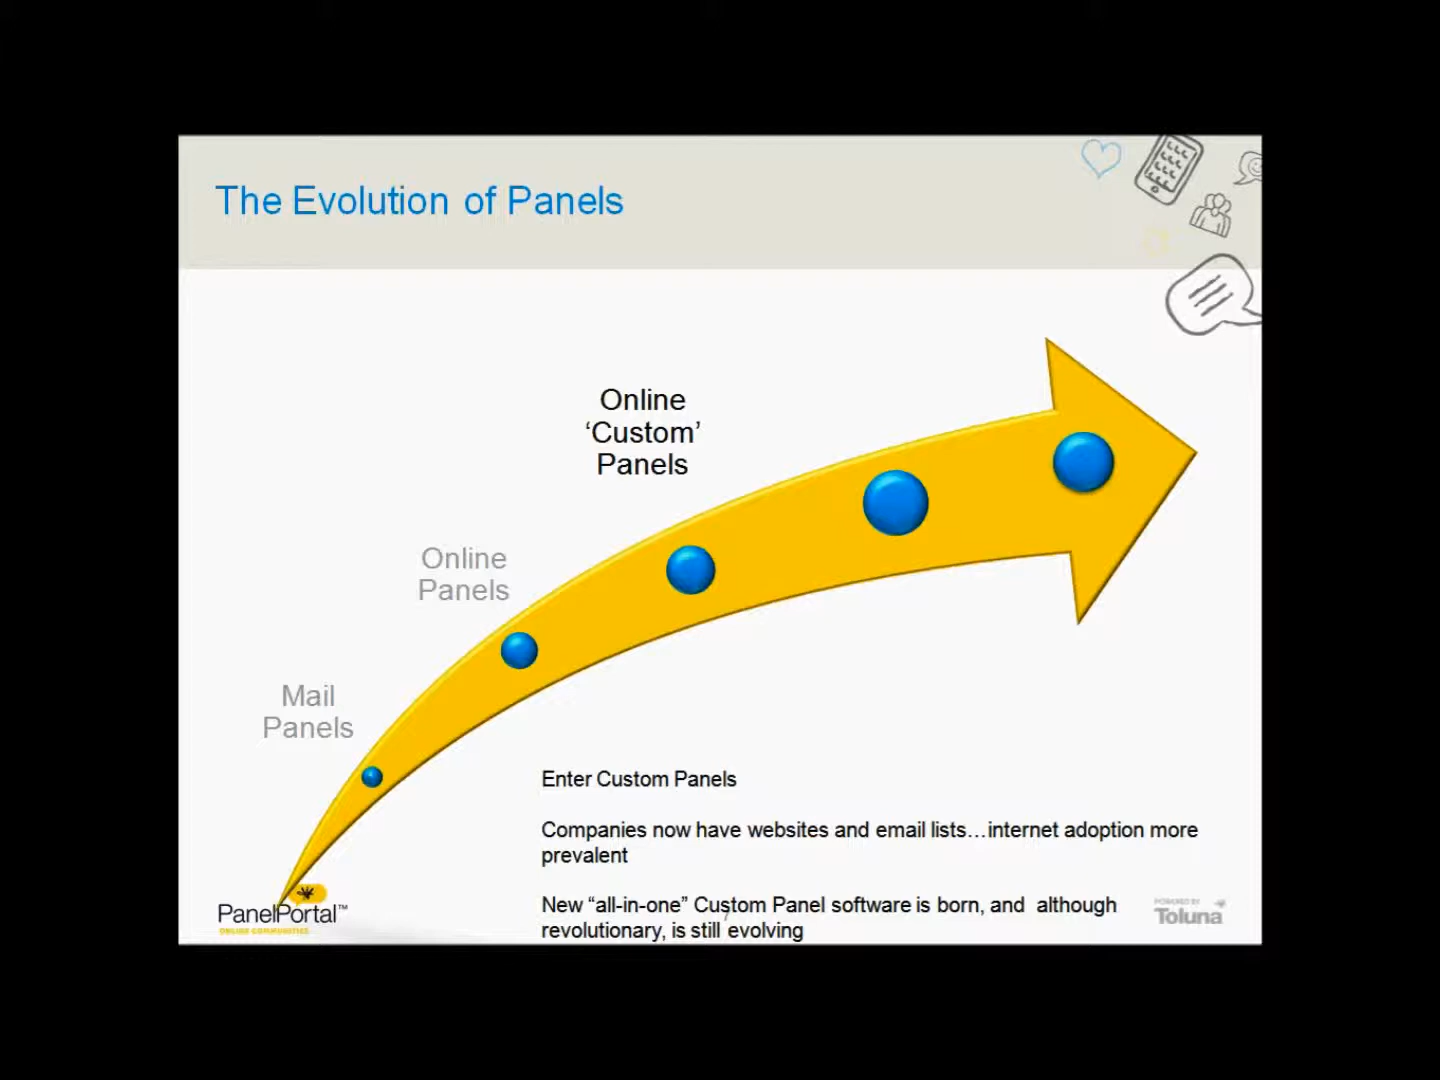 The Evolution of Panels
Online
‘Custom’
Panels
Online
Panels
Mail
Panels
Enter Custom Panels
Companies now have websites and email lists…internet adoption more
prevalent
New “all-in-one” Custom Panel software is born, and although
revolutionary, is still evolving
PanelPortal™
ONLINE COMMUNITIES
POWERED BY
Toluna